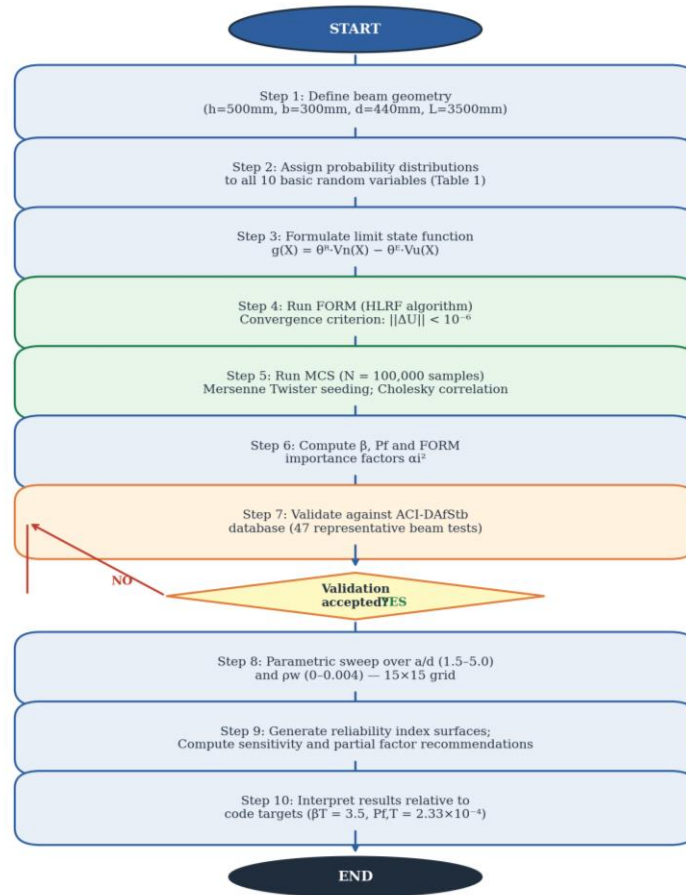 START
Step 1: Define beam geometry
(h=500mm, b=300mm, d=440mm, L=3500mm)
Step 2: Assign probability distributions
to all 10 basic random variables (Table 1)
Step 3: Formulate limit state function
g(X) = θᴿ·Vn(X) − θᴱ·Vu(X)
Step 4: Run FORM (HLRF algorithm)
Convergence criterion: ||ΔU|| < 10⁻⁶
Step 5: Run MCS (N = 100,000 samples)
Mersenne Twister seeding; Cholesky correlation
Step 6: Compute β, Pf and FORM
importance factors αi²
Step 7: Validate against ACI-DAfStb
database (47 representative beam tests)
NO
Validation
accepted?
YES
Step 8: Parametric sweep over a/d (1.5–5.0)
and ρw (0–0.004) — 15×15 grid
Step 9: Generate reliability index surfaces;
Compute sensitivity and partial factor recommendations
Step 10: Interpret results relative to
code targets (βT = 3.5, Pf,T = 2.33×10⁻⁴)
END